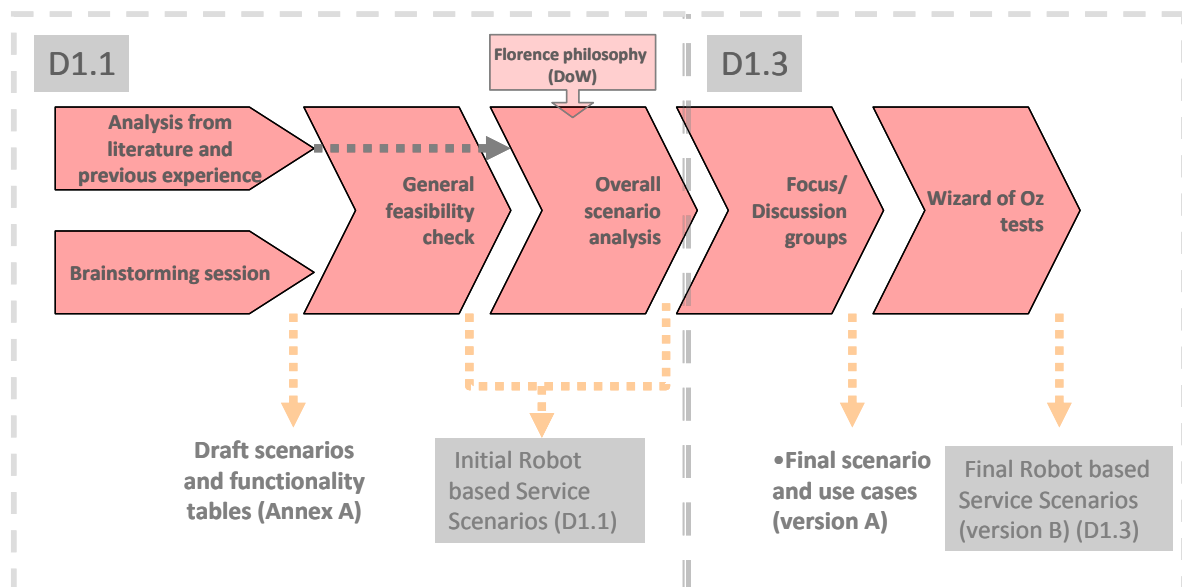 D1.1
Florence philosophy
(DoW)
D1.3
Analysis from
literature and
previous experience
Brainstorming session
General
feasibility
check
Overall
scenario
analysis
Focus/
Discussion
groups
Wizard of Oz
tests
Draft scenarios
and functionality
tables (Annex A)
Initial Robot
based Service
Scenarios (D1.1)
•Final scenario
and use cases
(version A)
Final Robot based
Service Scenarios
(version B) (D1.3)